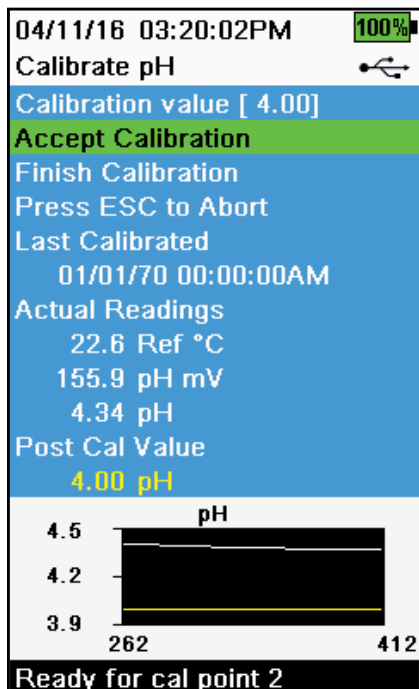 04/11/16 03:20:02PM 100%
Calibrate pH
Calibration value [ 4.00]
Accept Calibration
Finish Calibration
Press ESC to Abort
Last Calibrated
01/01/70 00:00:00AM
Actual Readings
22.6 Ref °C
155.9 pH mV
4.34 pH
Post Cal Value
4.00 pH
pH
4.5
4.2
3.9
262 412
Ready for cal point 2